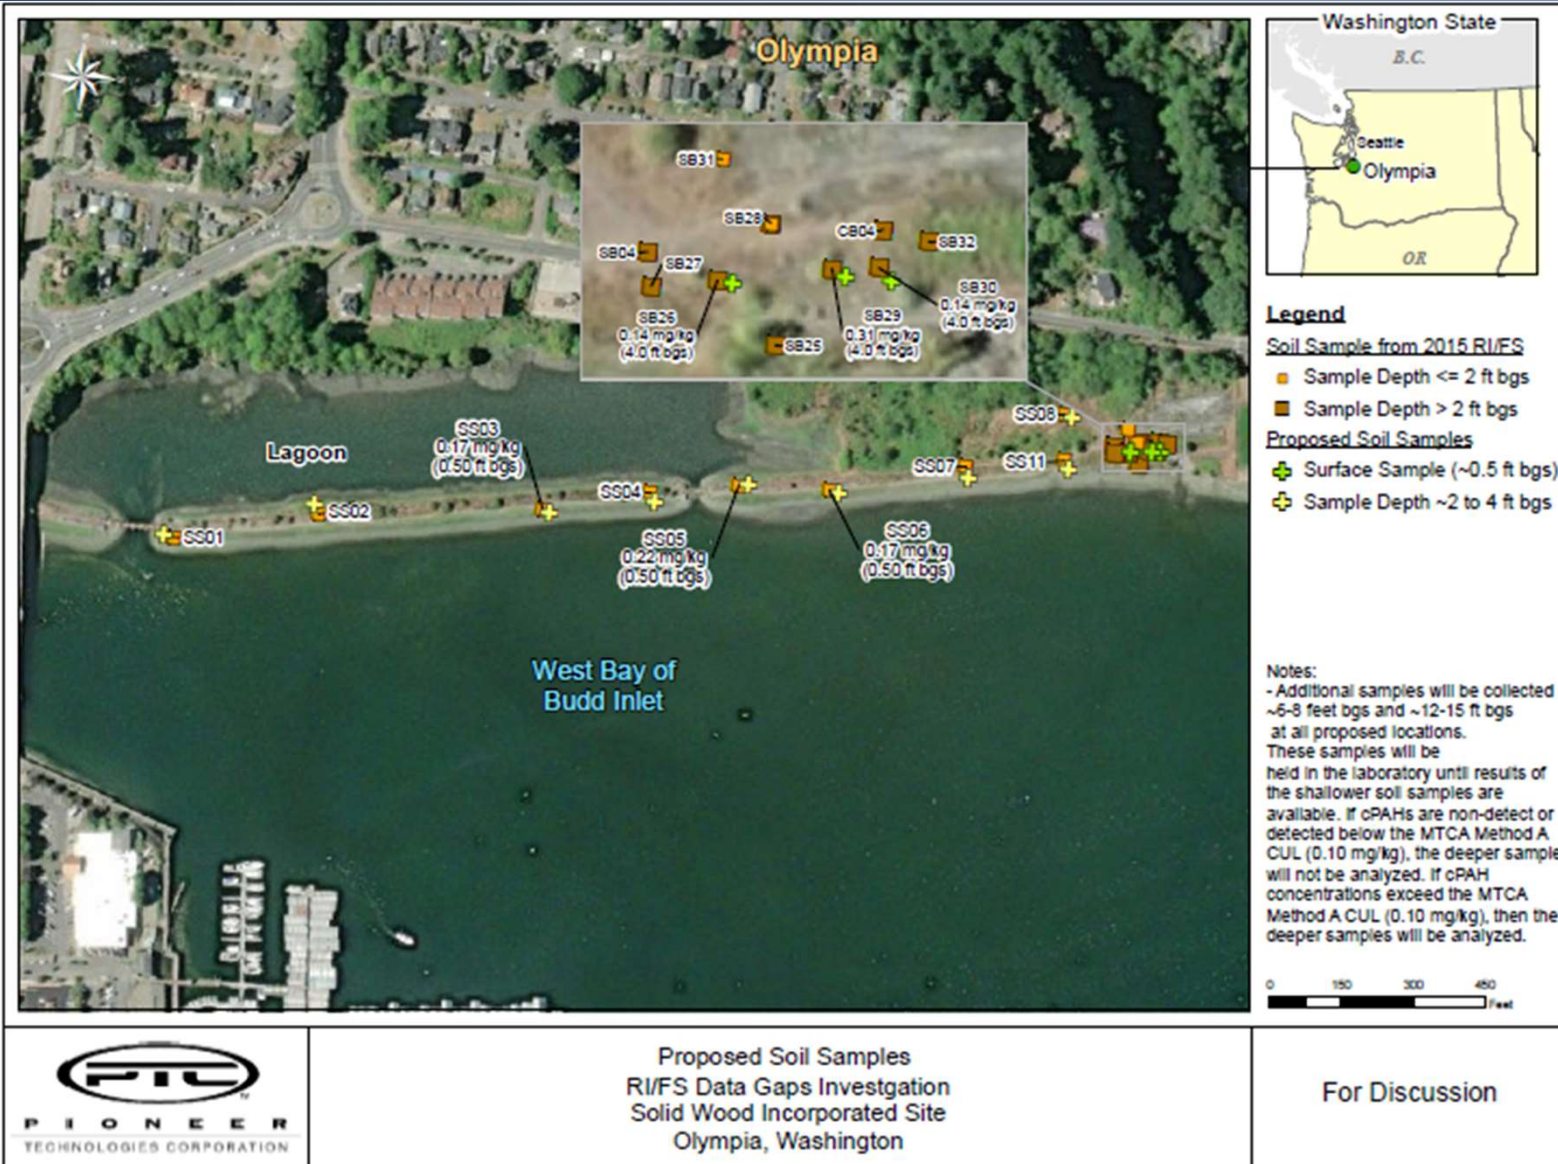 Olympia
SB31
SB28
CB04
SB32
SB04
SB27
SB26
0.14 mg/kg
(4.0 ft bgs)
SB25
SB29
0.31 mg/kg
(4.0 ft bgs)
SB30
0.14 mg/kg
(4.0 ft bgs)
Lagoon
SS01
SS02
SS03
0.17 mg/kg
(0.50 ft bgs)
SS04
SS05
0.22 mg/kg
(0.50 ft bgs)
SS06
0.17 mg/kg
(0.50 ft bgs)
SS07
SS08
SS11
West Bay of
Budd Inlet
Washington State
B.C.
Seattle
Olympia
OR
Legend
Soil Sample from 2015 RI/FS
Sample Depth <= 2 ft bgs
Sample Depth > 2 ft bgs
Proposed Soil Samples
Surface Sample (~0.5 ft bgs)
Sample Depth ~2 to 4 ft bgs
Notes:
- Additional samples will be collected
~6-8 feet bgs and ~12-15 ft bgs
at all proposed locations.
These samples will be
held in the laboratory until results of
the shallower soil samples are
available. If cPAHs are non-detect or
detected below the MTCA Method A
CUL (0.10 mg/kg), the deeper sample
will not be analyzed. If cPAH
concentrations exceed the MTCA
Method A CUL (0.10 mg/kg), then the
deeper samples will be analyzed.
0 150 300 450
Feet
PTC
PIONEER
TECHNOLOGIES CORPORATION
Proposed Soil Samples
RI/FS Data Gaps Investgation
Solid Wood Incorporated Site
Olympia, Washington
For Discussion